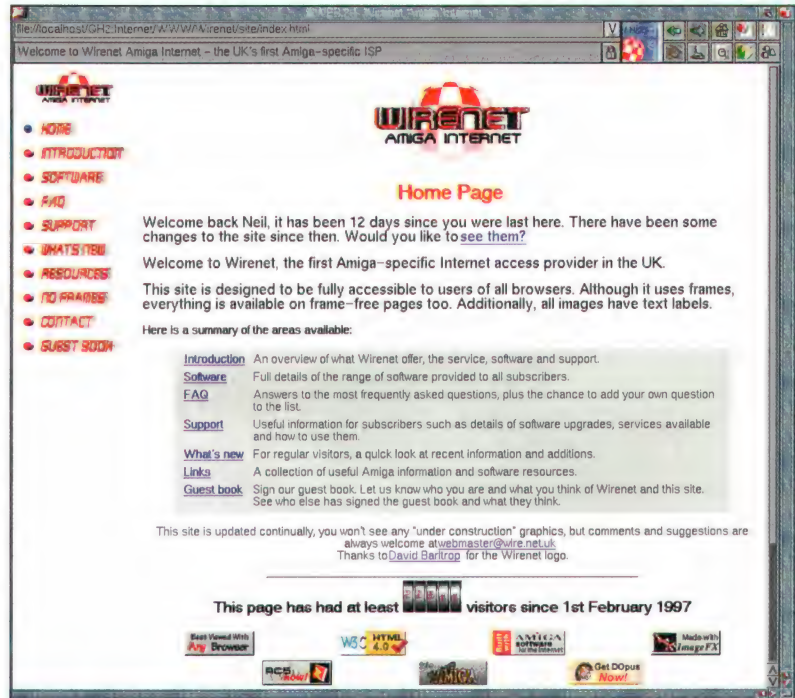 file://localhost/GH2:Internet/WWW/Wirenet/site/index.html
Welcome to Wirenet Amiga Internet – the UK's first Amiga–specific ISP
WIRENET
AMIGA INTERNET
HOME
INTRODUCTION
SOFTWARE
FAQ
SUPPORT
WHATS NEW
RESOURCES
NO FRAMES
CONTACT
GUEST BOOK
WIRENET
AMIGA INTERNET
Home Page
Welcome back Neil, it has been 12 days since you were last here. There have been some
changes to the site since then. Would you like to see them?
Welcome to Wirenet, the first Amiga–specific Internet access provider in the UK.
This site is designed to be fully accessible to users of all browsers. Although it uses frames,
everything is available on frame–free pages too. Additionally, all images have text labels.
Here is a summary of the areas available:
Introduction An overview of what Wirenet offer, the service, software and support.
Software Full details of the range of software provided to all subscribers.
FAQ Answers to the most frequently asked questions, plus the chance to add your own question
to the list.
Support Useful information for subscribers such as details of software upgrades, services available
and how to use them.
What's new For regular visitors, a quick look at recent information and additions.
Links A collection of useful Amiga information and software resources.
Guest book Sign our guest book. Let us know who you are and what you think of Wirenet and this site.
See who else has signed the guest book and what they think.
This site is updated continually, you won't see any "under construction" graphics, but comments and suggestions are
always welcome at webmaster@wire.net.uk
Thanks to David Barltrop for the Wirenet logo.
This page has had at least visitors since 1st February 1997
Best Viewed With
Any Browser
W3C HTML
4.0
Built with
AMIGA
software
for the internet
Made with
ImageFX
AC5
now!
AMIGA
Get DOpus
Now!